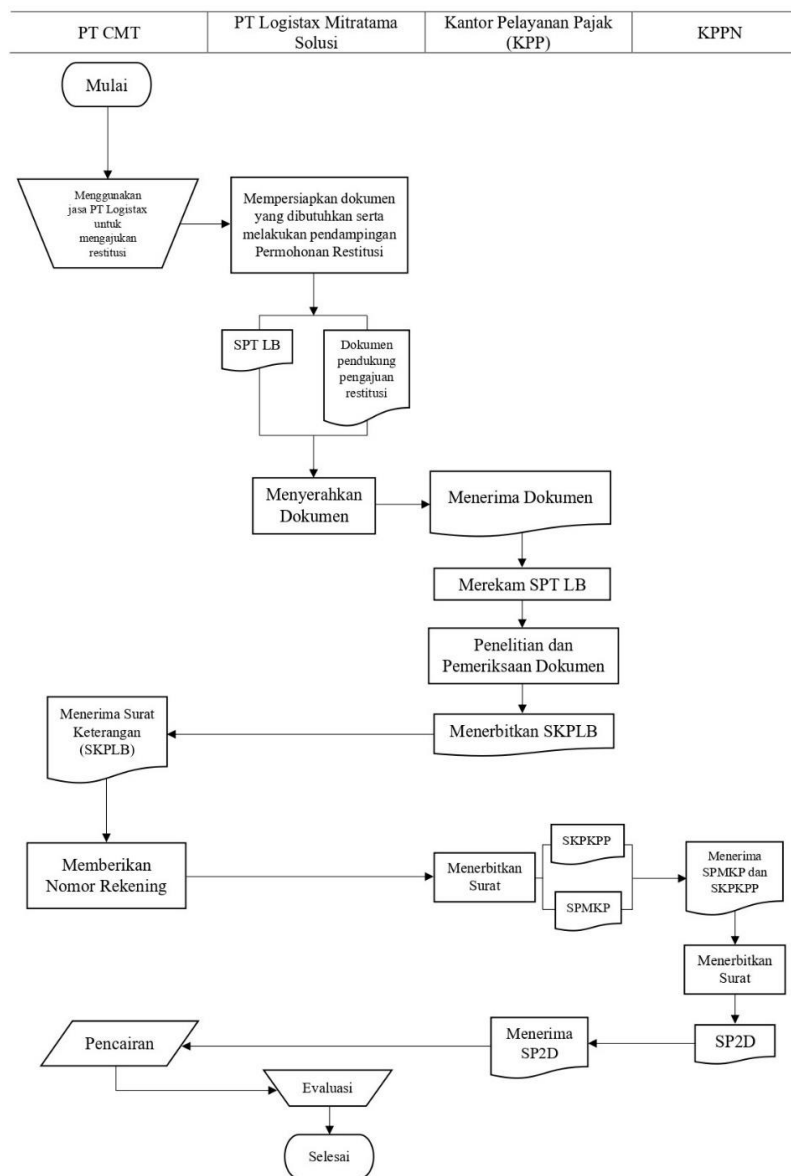 PT CMT
PT Logistax Mitratama
Solusi
Kantor Pelayanan Pajak
(KPP)
KPPN
Mulai
Menggunakan
jasa PT Logistax
untuk
mengajukan
restitusi
Mempersiapkan dokumen
yang dibutuhkan serta
melakukan pendampingan
Permohonan Restitusi
SPT LB
Dokumen
pendukung
pengajuan
restitusi
Menyerahkan
Dokumen
Menerima Dokumen
Merekam SPT LB
Penelitian dan
Pemeriksaan Dokumen
Menerbitkan SKPLB
Menerima Surat
Keterangan
(SKPLB)
Memberikan
Nomor Rekening
Menerbitkan
Surat
SKPKPP
SPMKP
Menerima
SPMKP dan
SKPKPP
Menerbitkan
Surat
SP2D
Menerima
SP2D
Pencairan
Evaluasi
Selesai